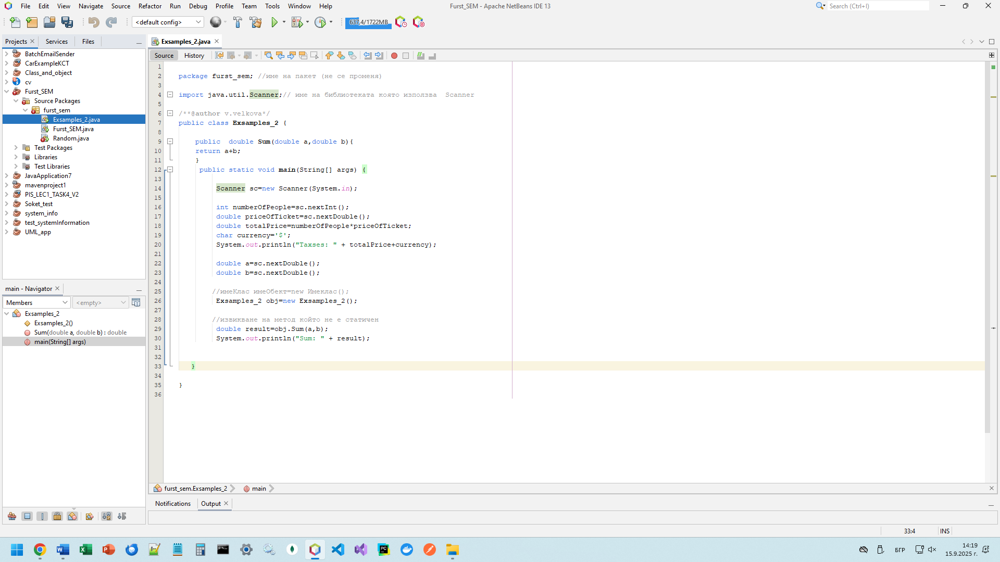 File Edit View Navigate Source Refactor Run Debug Profile Team Tools Window Help
Furst_SEM - Apache NetBeans IDE 13
Search (Ctrl+I)
<default config>
637,4/1722MB
Projects
Services
Files
BatchEmailSender
CarExampleKCT
Class_and_object
cv
Furst_SEM
Source Packages
furst_sem
Exsamples_2.java
Furst_SEM.java
Random.java
Test Packages
Libraries
Test Libraries
JavaApplication7
mavenproject1
PIS_LEC1_TASK4_V2
Soket_test
system_info
test_systemInformation
UML_app
main - Navigator
Members
<empty>
Exsamples_2
Exsamples_2()
Sum(double a, double b) : double
main(String[] args)
Exsamples_2.java
Source History
1
2 package furst_sem; //име на пакет (не се променя)
3
4 import java.util.Scanner;// име на библиотеката която използва  Scanner
5
6 /**@author v.velkova*/
7 public class Exsamples_2 {
8
9 public  double Sum(double a,double b){
10 return a+b;
11 }
12 public static void main(String[] args) {
13
14 Scanner sc=new Scanner(System.in);
15
16 int numberOfPeople=sc.nextInt();
17 double priceOfTicket=sc.nextDouble();
18 double totalPrice=numberOfPeople*priceOfTicket;
19 char currency='$';
20 System.out.println("Taxses: " + totalPrice+currency);
21
22 double a=sc.nextDouble();
23 double b=sc.nextDouble();
24
25 //имеКлас имеОбект=new Имеклас();
26 Exsamples_2 obj=new Exsamples_2();
27
28 //извикване на метод който не е статичен
29 double result=obj.Sum(a,b);
30 System.out.println("Sum: " + result);
31
32
33 }
34
35 }
36
furst_sem.Exsamples_2 main
Notifications
Output
33:4
INS
БГР
14:19
15.9.2025 г.